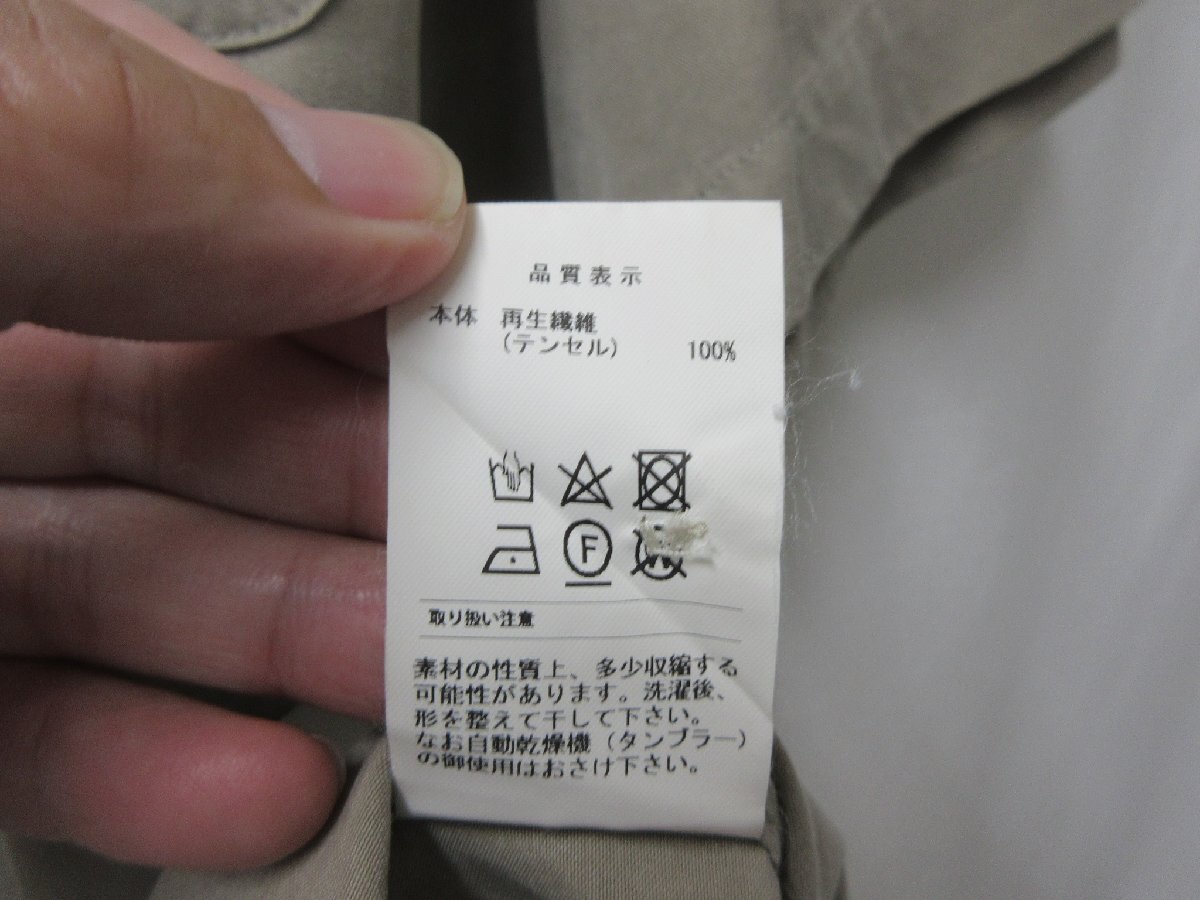 品質表示
本体 再生繊維
(テンセル) 100%
F
W
取り扱い注意
素材の性質上、多少収縮する
可能性があります。洗濯後、
形を整えて干して下さい。
なお自動乾燥機(タンブラー)
の御使用はおさけ下さい。